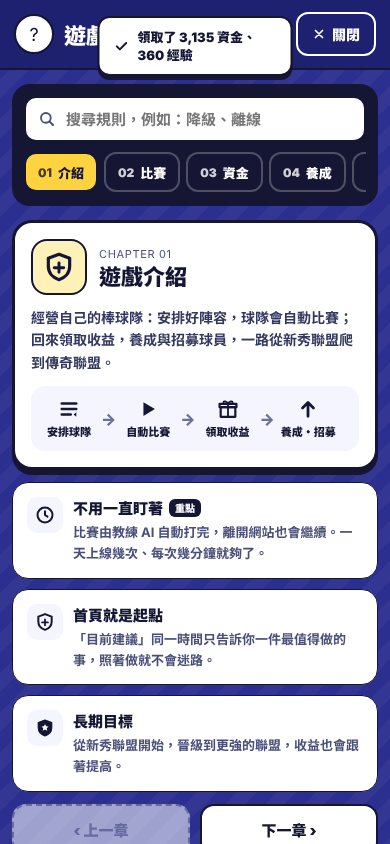 ?
遊戲
領取了 3,135 資金、
360 經驗
關閉
搜尋規則，例如：降級、離線
01 介紹
02 比賽
03 資金
04 養成
CHAPTER 01
遊戲介紹
經營自己的棒球隊：安排好陣容，球隊會自動比賽；
回來領取收益，養成與招募球員，一路從新秀聯盟爬
到傳奇聯盟。
安排球隊
自動比賽
領取收益
養成・招募
不用一直盯著 重點
比賽由教練 AI 自動打完，離開網站也會繼續。一
天上線幾次、每次幾分鐘就夠了。
首頁就是起點
「目前建議」同一時間只告訴你一件最值得做的
事，照著做就不會迷路。
長期目標
從新秀聯盟開始，晉級到更強的聯盟，收益也會跟
著提高。
‹ 上一章
下一章 ›